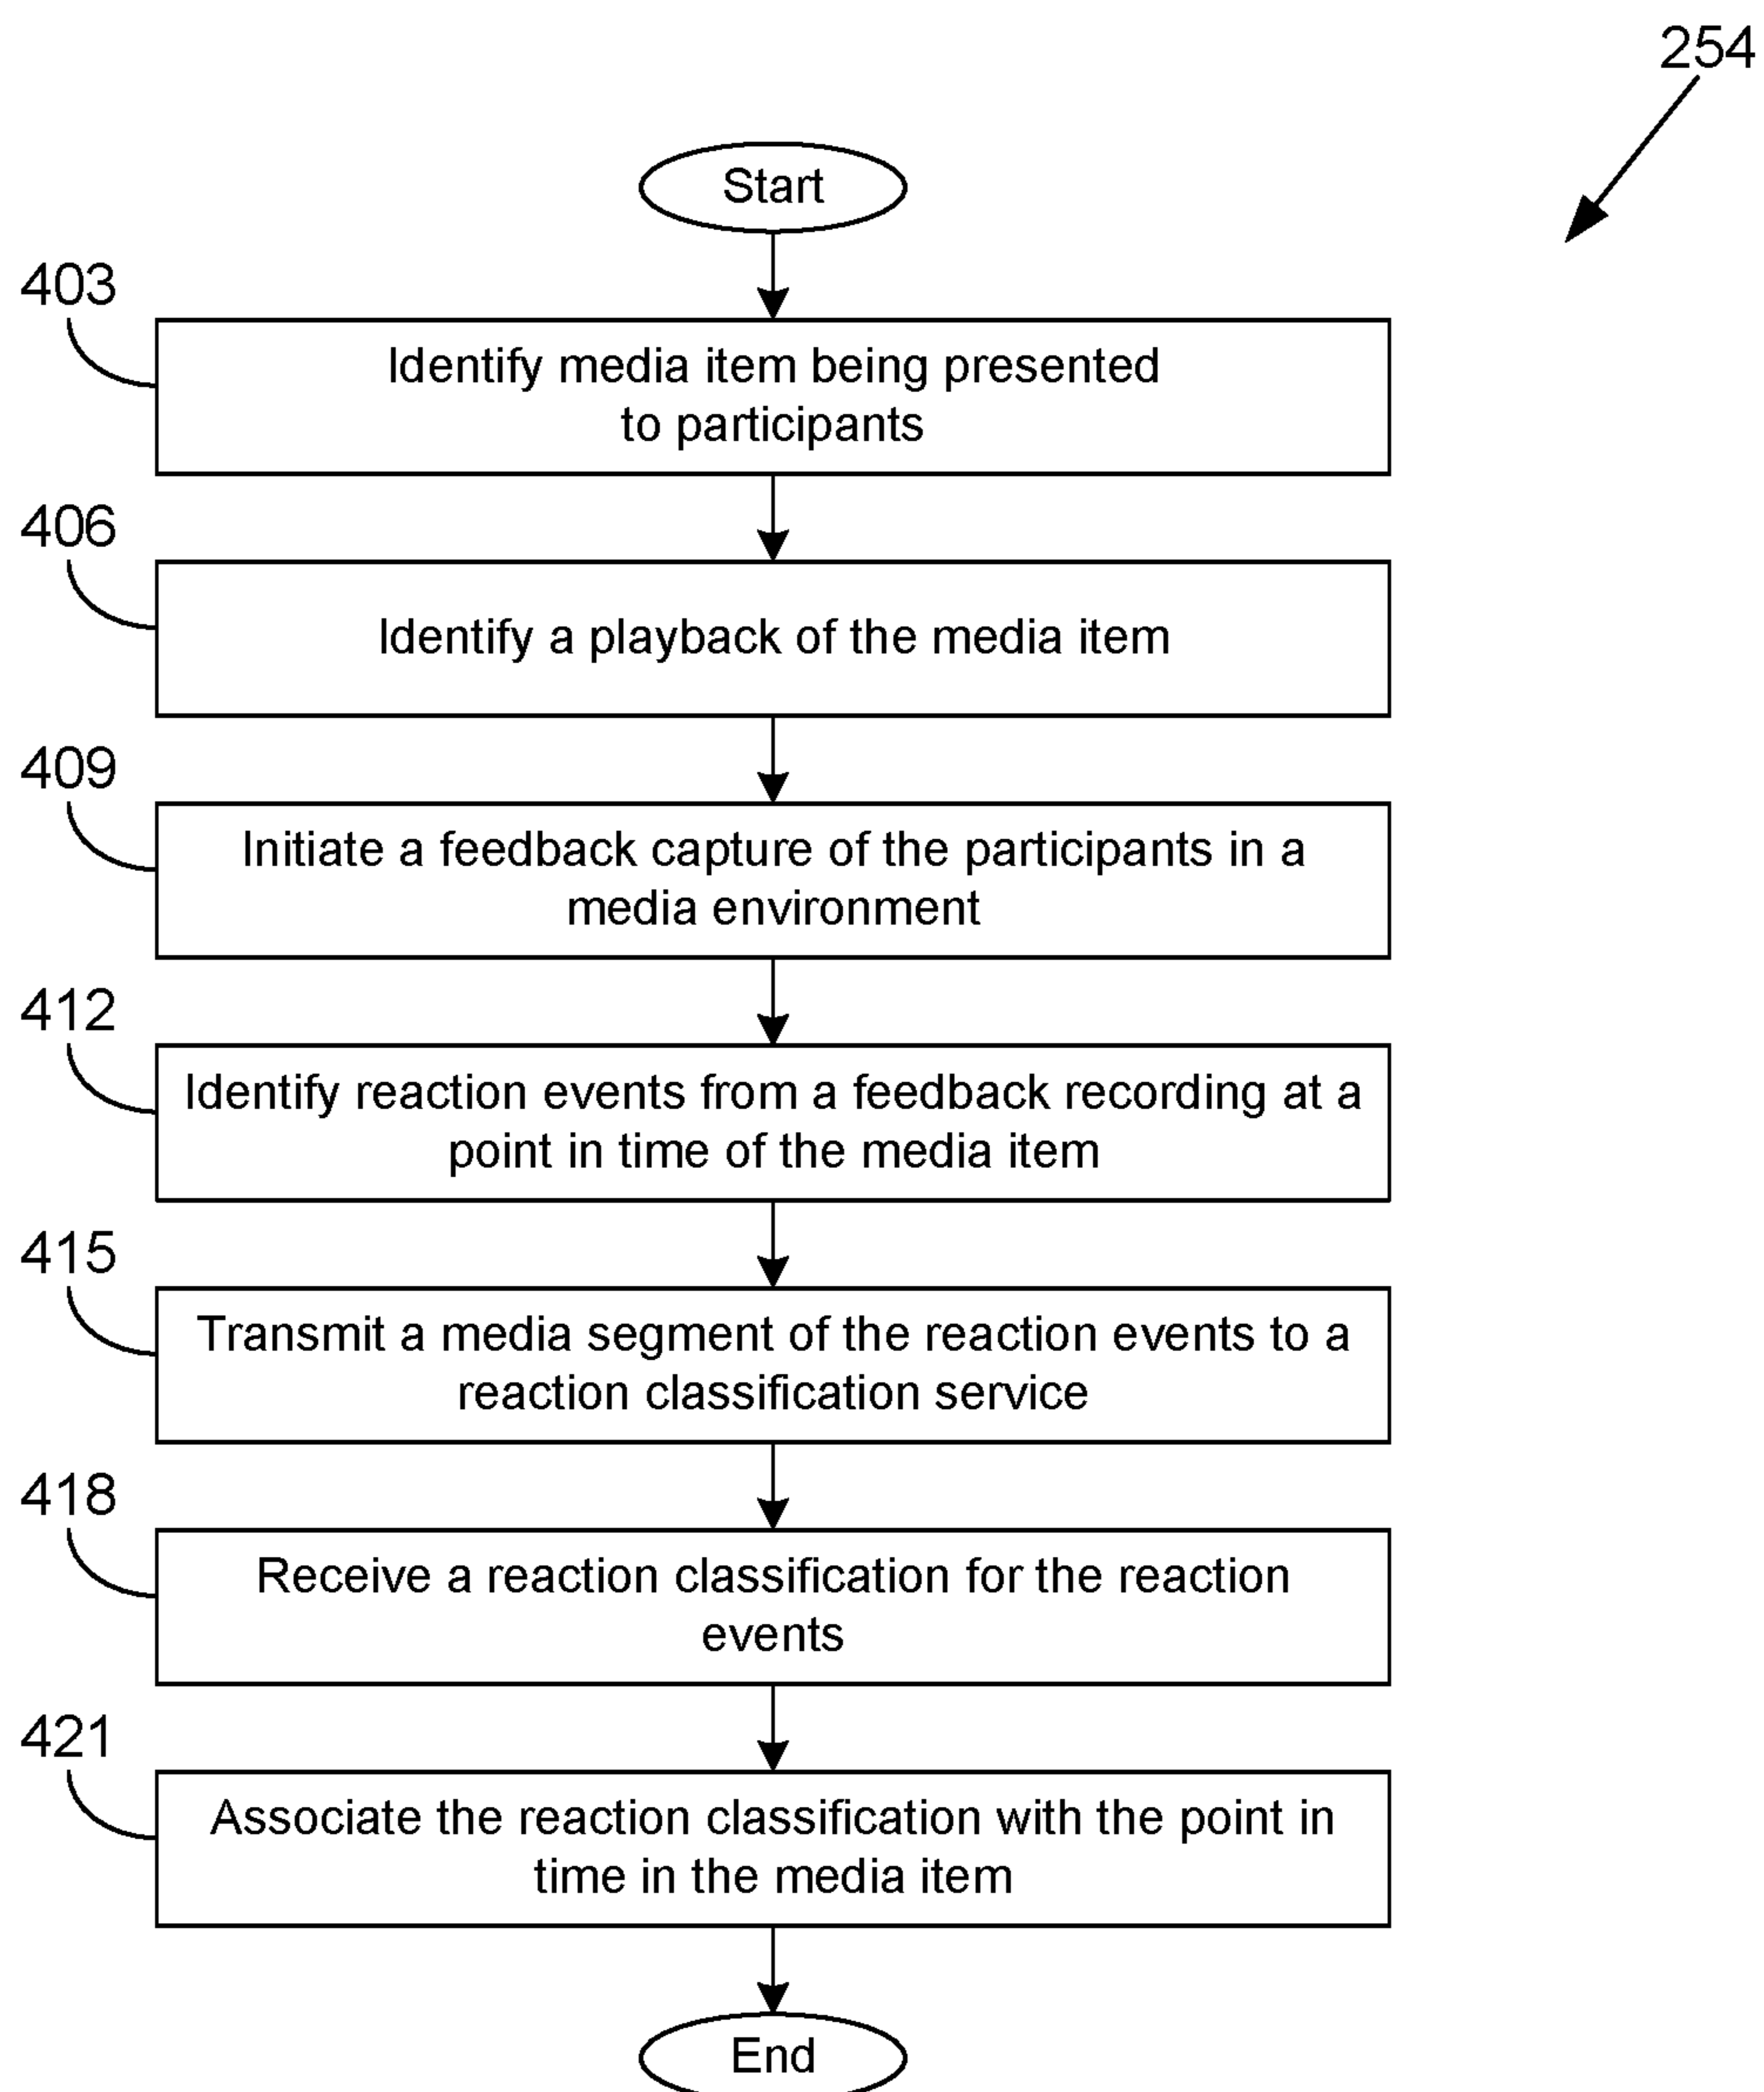 254
Start
403
Identify media item being presented
to participants
406
Identify a playback of the media item
409
Initiate a feedback capture of the participants in a
media environment
412
Identify reaction events from a feedback recording at a
point in time of the media item
415
Transmit a media segment of the reaction events to a
reaction classification service
418
Receive a reaction classification for the reaction
events
421
Associate the reaction classification with the point in
time in the media item
End